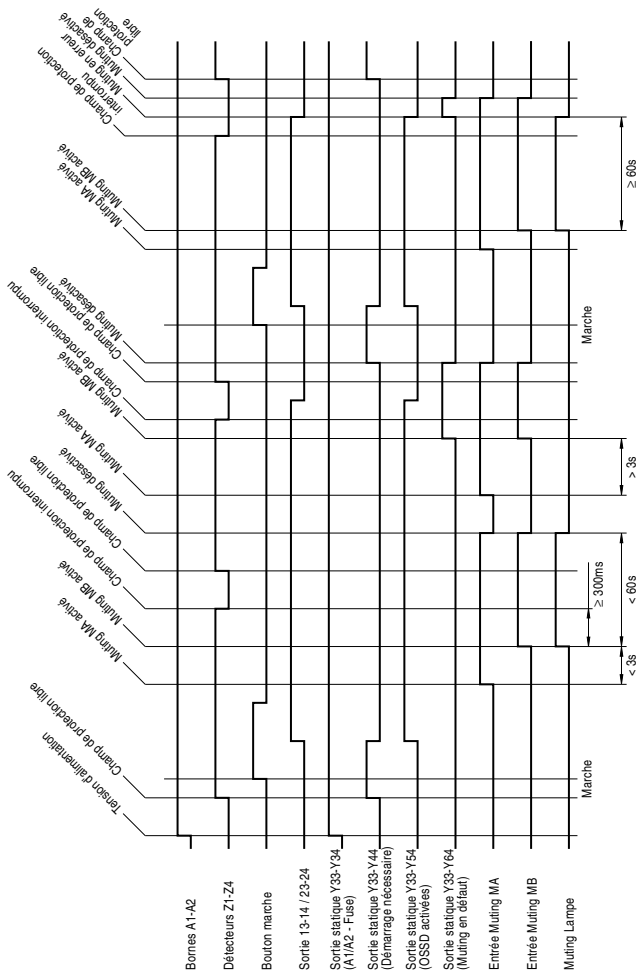 Tension d'alimentation
Champ de protection libre
Muting MA activé
Muting MB activé
Champ de protection interrompu
Champ de protection libre
Muting désactivé
Muting MA activé
Muting MB activé
Champ de protection interrompu
Champ de protection libre
Muting désactivé
Muting MA activé
Muting MB activé
Champ de protection
interrompu
Muting en erreur
Muting désactivé
Champ de
protection
libre
Bornes A1-A2
Détecteurs Z1-Z4
Bouton marche
Sortie 13-14 / 23-24
Sortie statique Y33-Y34
(A1/A2 - Fuse)
Sortie statique Y33-Y44
(Démarrage nécessaire)
Sortie statique Y33-Y54
(OSSD activées)
Sortie statique Y33-Y64
(Muting en défaut)
Entrée Muting MA
Entrée Muting MB
Muting Lampe
Marche
< 3s
≥ 300ms
< 60s
> 3s
Marche
≥ 60s